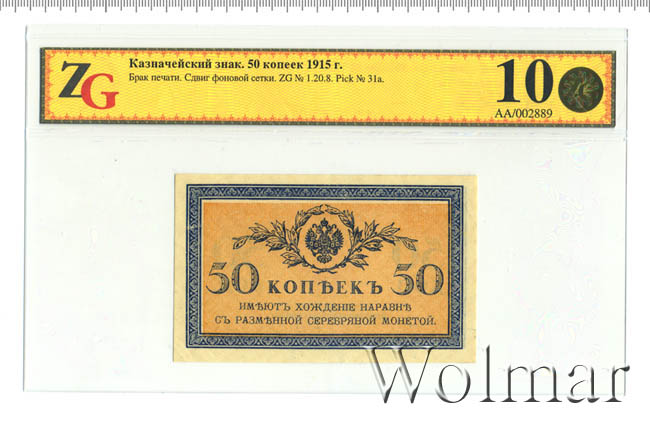 ZG
Казначейский знак. 50 копеек 1915 г.
Брак печати. Сдвиг фоновой сетки. ZG № 1.20.8. Pick № 31a.
10
АА/002889
50 КОПѢЕКЪ 50
ИМѢЮТЪ ХОЖДЕНІЕ НАРАВНѢ
СЪ РАЗМѢННОЙ СЕРЕБРЯНОЙ МОНЕТОЙ.
Wolmar